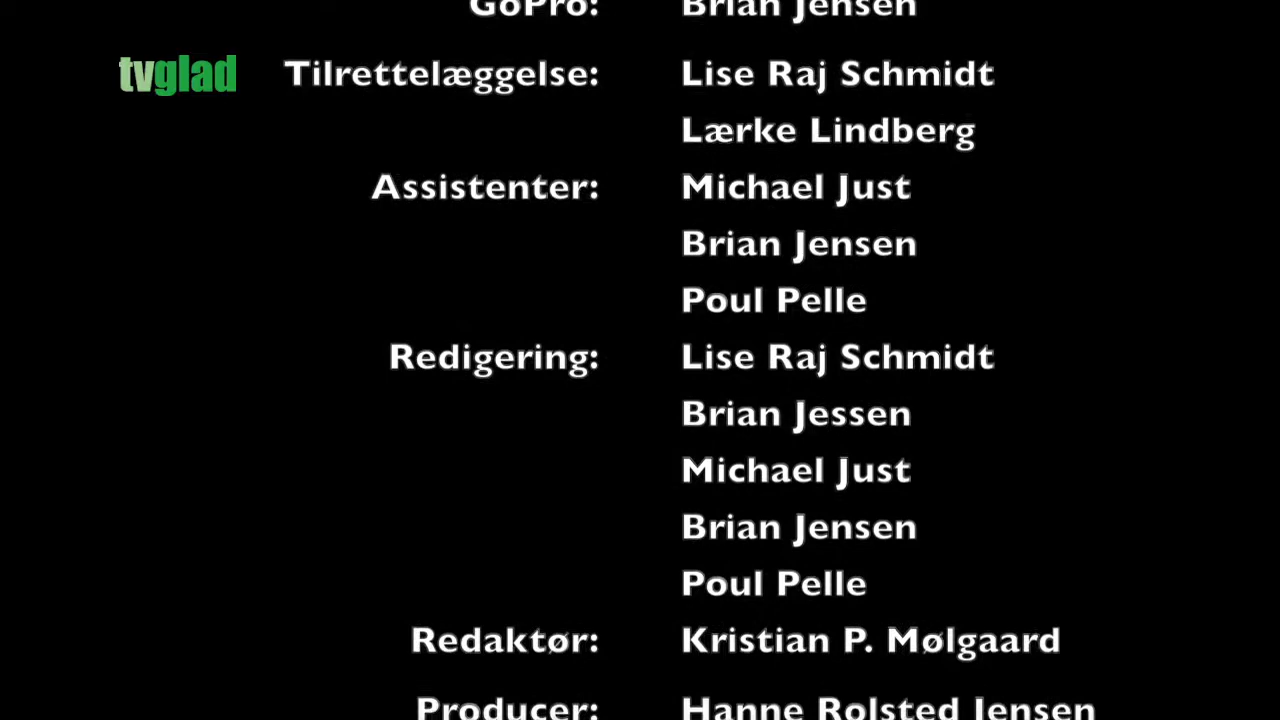 GoPro: Brian Jensen
tvglad Tilrettelæggelse: Lise Raj Schmidt
Lærke Lindberg
Assistenter: Michael Just
Brian Jensen
Poul Pelle
Redigering: Lise Raj Schmidt
Brian Jessen
Michael Just
Brian Jensen
Poul Pelle
Redaktør: Kristian P. Mølgaard
Producer: Hanne Rolsted Jensen